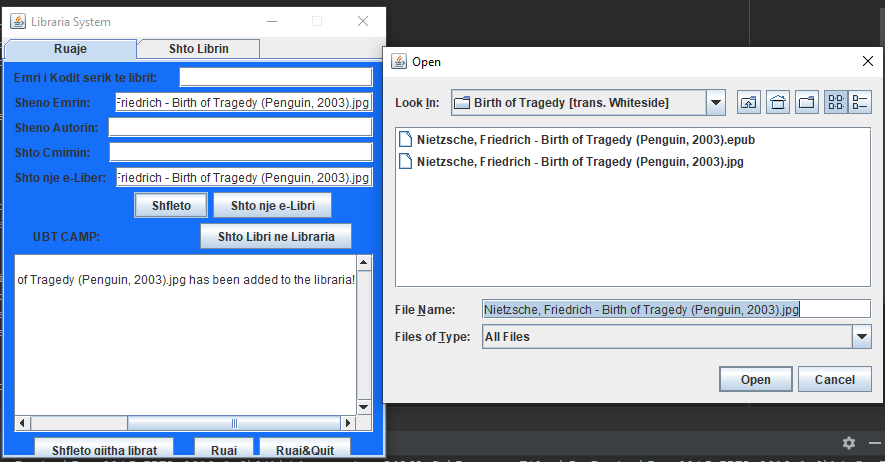 Libraria System
Ruaje
Shto Librin
Emri i Kodit serik te librit:
Sheno Emrin:
Friedrich - Birth of Tragedy (Penguin, 2003).jpg
Sheno Autorin:
Shto Cmimin:
Shto nje e-Liber:
Friedrich - Birth of Tragedy (Penguin, 2003).jpg
Shfleto
Shto nje e-Libri
UBT CAMP:
Shto Libri ne Libraria
of Tragedy (Penguin, 2003).jpg has been added to the libraria!
Shfleto gjitha librat
Ruaj
Ruaj&Quit
Open
Look In:
Birth of Tragedy [trans. Whiteside]
Nietzsche, Friedrich - Birth of Tragedy (Penguin, 2003).epub
Nietzsche, Friedrich - Birth of Tragedy (Penguin, 2003).jpg
File Name:
Nietzsche, Friedrich - Birth of Tragedy (Penguin, 2003).jpg
Files of Type:
All Files
Open
Cancel